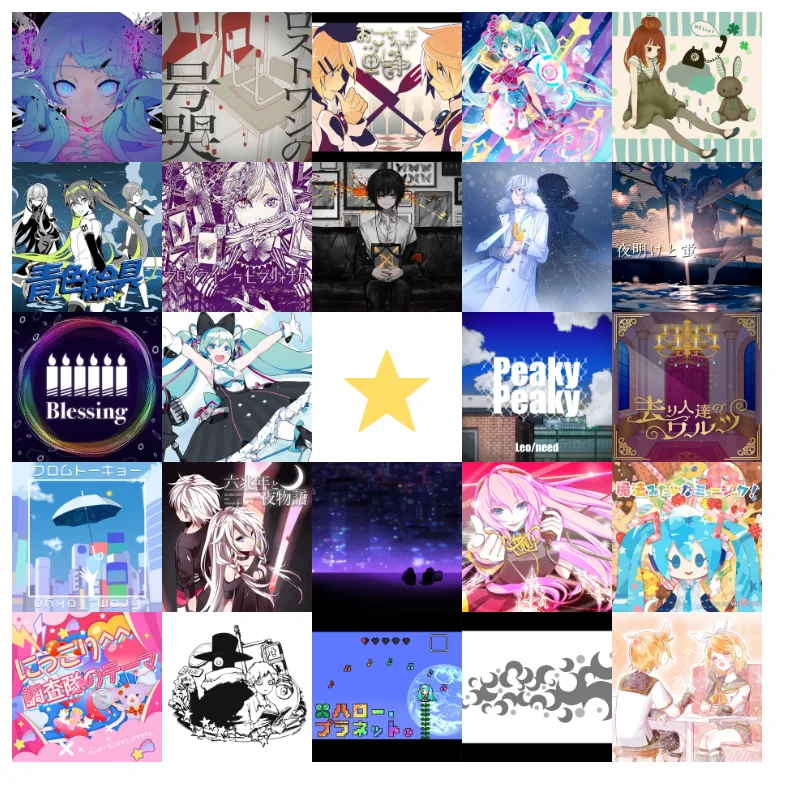 ロストワンの
号哭
おこちゃま
戦争
merci!
青色絵具
夜明けと蛍
Blessing
Peaky
Peaky
Leo/need
去り人達の
ワルツ
フロムトーキョー
from Tokyo
六兆年と
一夜物語
魔法みたいなミュージック!
にっこり^^
調査隊のテーマ
ハロー、
プラネット。